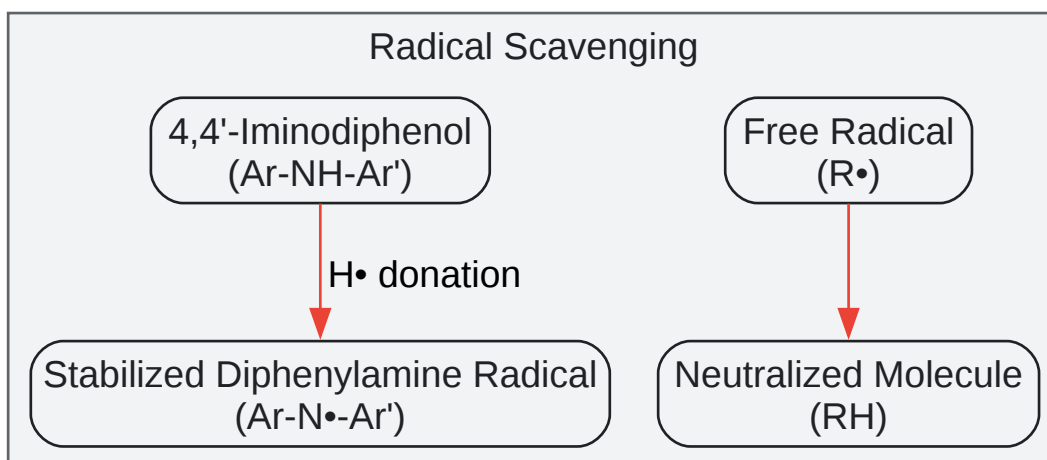 Radical Scavenging
4,4'-Iminodiphenol
(Ar-NH-Ar')
Free Radical
(R•)
H• donation
Stabilized Diphenylamine Radical
(Ar-N•-Ar')
Neutralized Molecule
(RH)